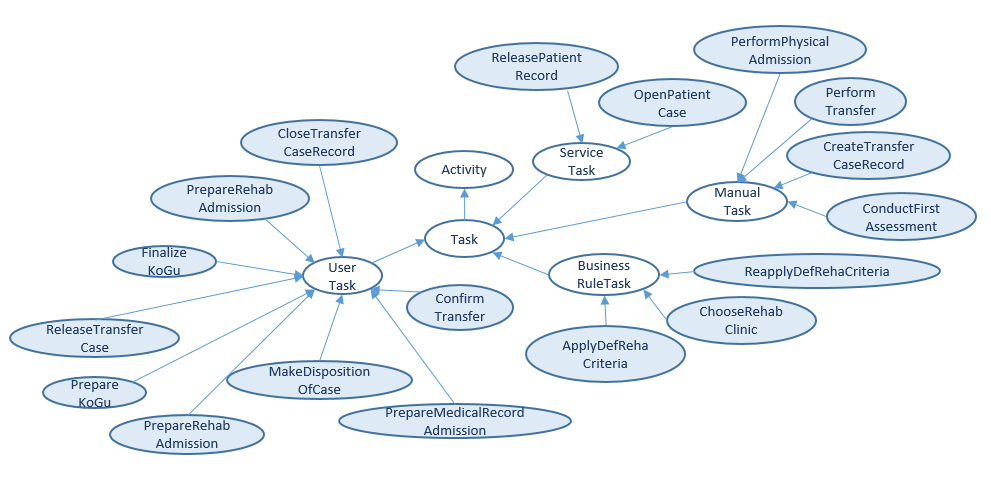 PerformPhysical
Admission
ReleasePatient
Record
Perform
Transfer
OpenPatient
Case
CloseTransfer
CaseRecord
CreateTransfer
CaseRecord
Service
Task
Activity
PrepareRehab
Admission
Manual
Task
ConductFirst
Assessment
Task
Finalize
KoGu
User
Task
Business
RuleTask
ReapplyDefRehaCriteria
Confirm
Transfer
ChooseRehab
Clinic
ReleaseTransfer
Case
ApplyDefReha
Criteria
MakeDisposition
OfCase
Prepare
KoGu
PrepareMedicalRecord
Admission
PrepareRehab
Admission